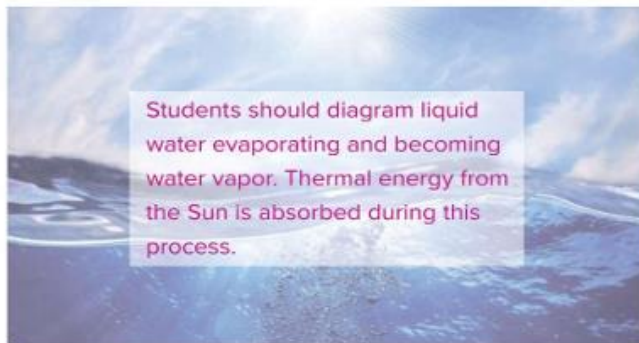 Students should diagram liquid
water evaporating and becoming
water vapor. Thermal energy from
the Sun is absorbed during this
process.